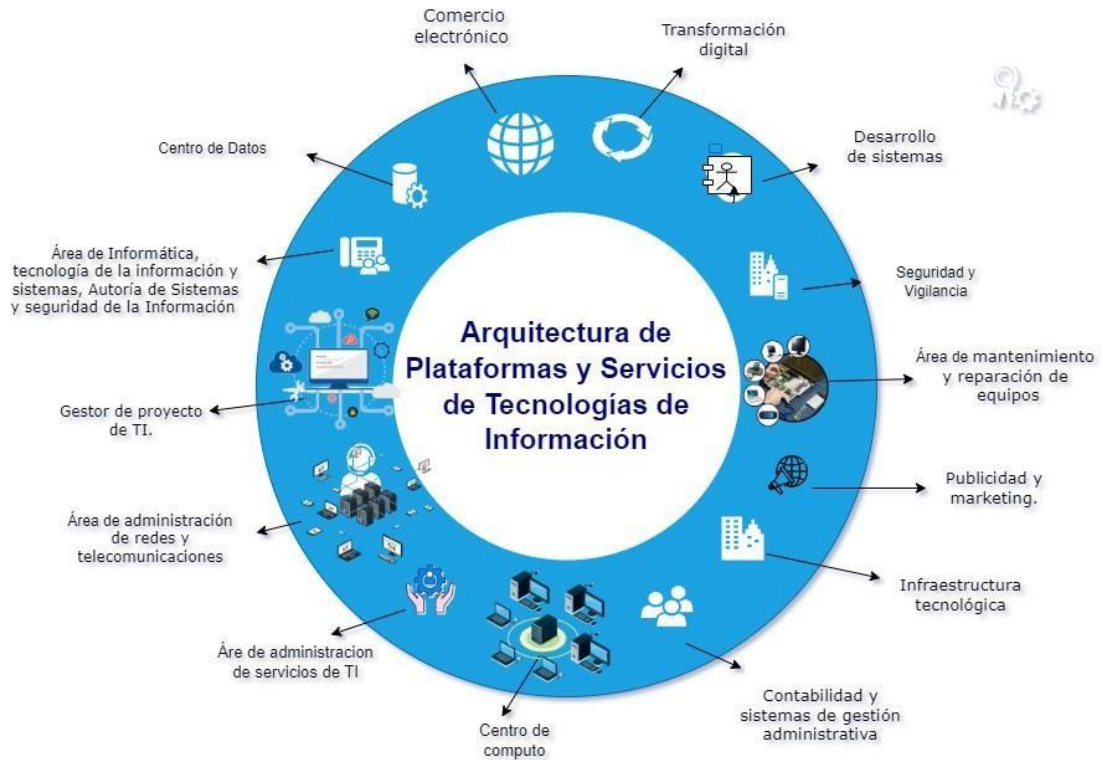 Comercio
electrónico
Transformación
digital
Desarrollo
de sistemas
Centro de Datos
Seguridad y
Vigilancia
Área de Informática,
tecnología de la información y
sistemas, Autoría de Sistemas
y seguridad de la Información
Arquitectura de
Plataformas y Servicios
de Tecnologías de
Información
Área de mantenimiento
y reparación de
equipos
Gestor de proyecto
de TI.
Publicidad y
marketing.
Área de administración
de redes y
telecomunicaciones
Infraestructura
tecnológica
Áre de administracion
de servicios de TI
Contabilidad y
sistemas de gestión
administrativa
Centro de
computo